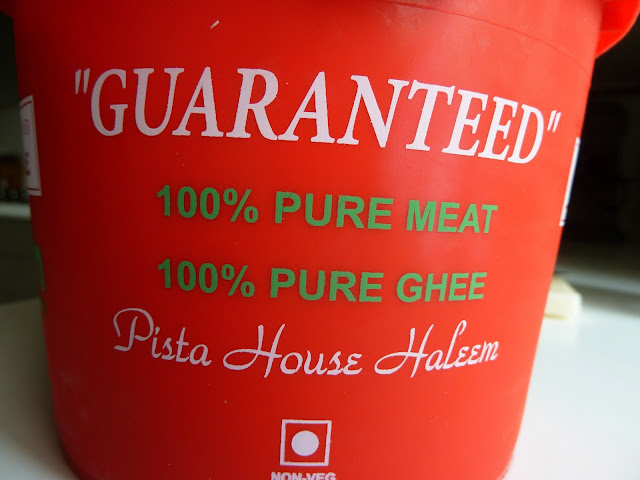 "GUARANTEED"
100% PURE MEAT
100% PURE GHEE
Pista House Haleem
NON-VEG